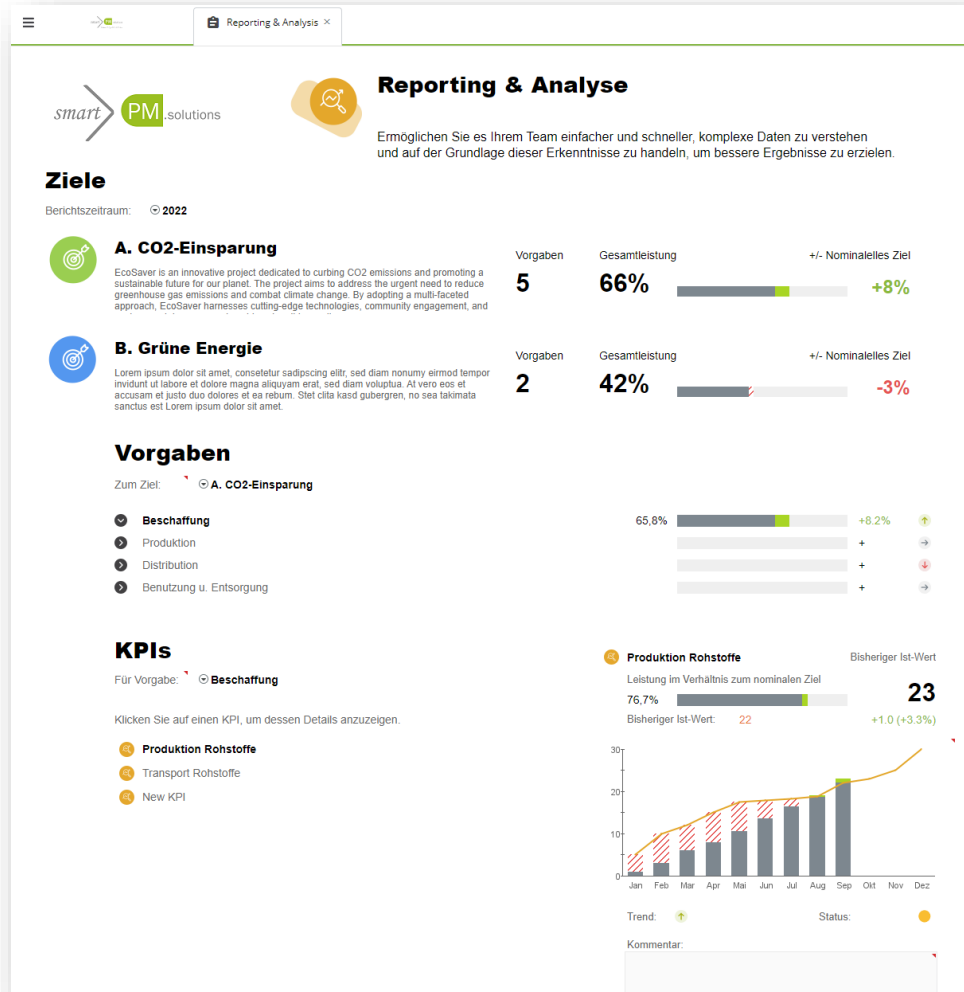 Reporting & Analysis ×
smart PM.solutions
Reporting & Analyse
Ermöglichen Sie es Ihrem Team einfacher und schneller, komplexe Daten zu verstehen
und auf der Grundlage dieser Erkenntnisse zu handeln, um bessere Ergebnisse zu erzielen.
Ziele
Berichtszeitraum: 2022
A. CO2-Einsparung
EcoSaver is an innovative project dedicated to curbing CO2 emissions and promoting a
sustainable future for our planet. The project aims to address the urgent need to reduce
greenhouse gas emissions and combat climate change. By adopting a multi-faceted
approach, EcoSaver harnesses cutting-edge technologies, community engagement, and
Vorgaben Gesamtleistung +/- Nominalelles Ziel
5 66% +8%
B. Grüne Energie
Lorem ipsum dolor sit amet, consetetur sadipscing elitr, sed diam nonumy eirmod tempor
invidunt ut labore et dolore magna aliquyam erat, sed diam voluptua. At vero eos et
accusam et justo duo dolores et ea rebum. Stet clita kasd gubergren, no sea takimata
sanctus est Lorem ipsum dolor sit amet.
Vorgaben Gesamtleistung +/- Nominalelles Ziel
2 42% -3%
Vorgaben
Zum Ziel: A. CO2-Einsparung
Beschaffung 65,8% +8.2%
Produktion +
Distribution +
Benutzung u. Entsorgung +
KPIs
Für Vorgabe: Beschaffung
Klicken Sie auf einen KPI, um dessen Details anzuzeigen.
Produktion Rohstoffe
Transport Rohstoffe
New KPI
Produktion Rohstoffe Bisheriger Ist-Wert
Leistung im Verhältnis zum nominalen Ziel
76,7% 23
Bisheriger Ist-Wert: 22 +1.0 (+3.3%)
30
20
10
0
Jan Feb Mar Apr Mai Jun Jul Aug Sep Okt Nov Dez
Trend: Status:
Kommentar: